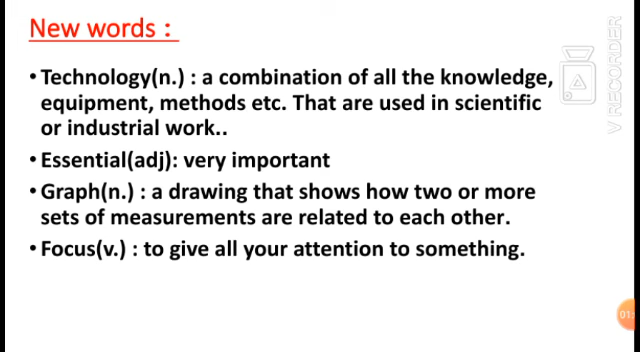 New words :
• Technology(n.) : a combination of all the knowledge,
equipment, methods etc. That are used in scientific
or industrial work..
• Essential(adj): very important
• Graph(n.) : a drawing that shows how two or more
sets of measurements are related to each other.
• Focus(v.) : to give all your attention to something.
V RECORDER